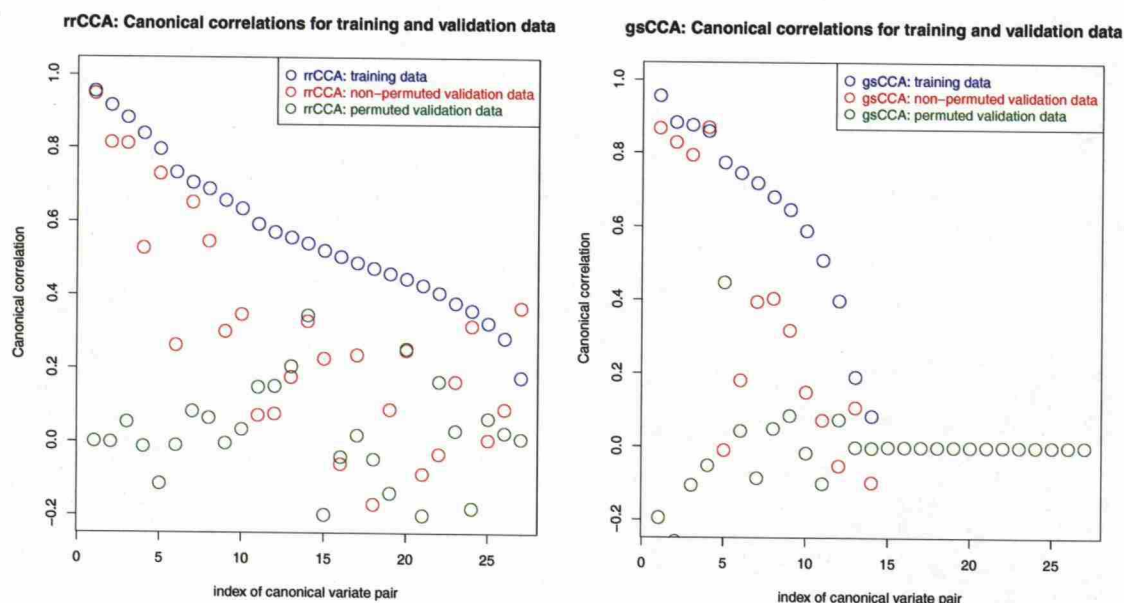 rrCCA: Canonical correlations for training and validation data
rrCCA: training data
rrCCA: non-permuted validation data
rrCCA: permuted validation data
Canonical correlation
1.0
0.8
0.6
0.4
0.2
0.0
-0.2
0 5 10 15 20 25
index of canonical variate pair
gsCCA: Canonical correlations for training and validation data
gsCCA: training data
gsCCA: non-permuted validation data
gsCCA: permuted validation data
Canonical correlation
1.0
0.8
0.6
0.4
0.2
0.0
-0.2
0 5 10 15 20 25
index of canonical variate pair